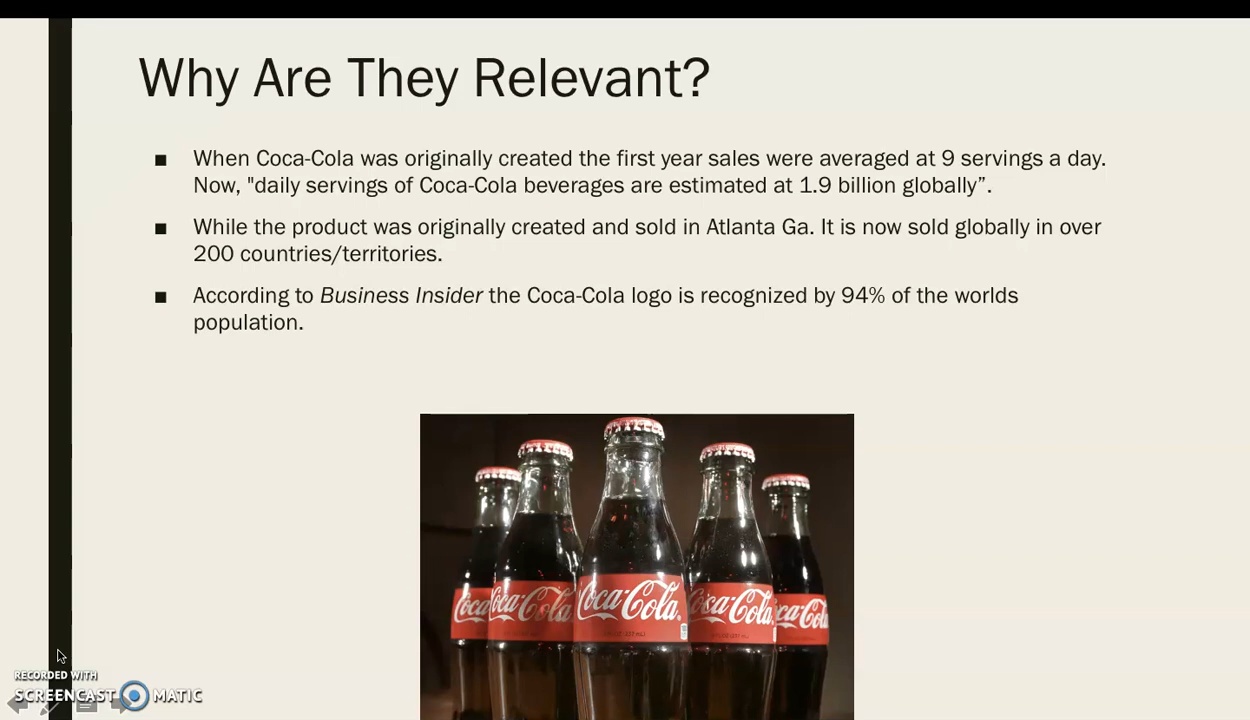 Why Are They Relevant?
■ When Coca-Cola was originally created the first year sales were averaged at 9 servings a day.
Now, "daily servings of Coca-Cola beverages are estimated at 1.9 billion globally”.
■ While the product was originally created and sold in Atlanta Ga. It is now sold globally in over
200 countries/territories.
■ According to Business Insider the Coca-Cola logo is recognized by 94% of the worlds
population.
Coca Coca-Cola Coca-Cola® Coca-Cola Coca-Cola
RECORDED WITH
SCREENCAST MATIC